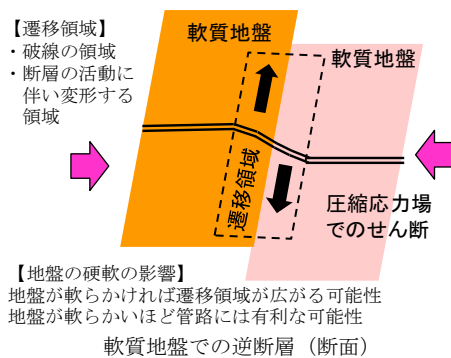 【遷移領域】
・破線の領域
・断層の活動に
伴い変形する
領域
軟質地盤
軟質地盤
遷移領域
圧縮応力場
でのせん断
【地盤の硬軟の影響】
地盤が軟らかければ遷移領域が広がる可能性
地盤が軟らかいほど管路には有利な可能性
軟質地盤での逆断層（断面）